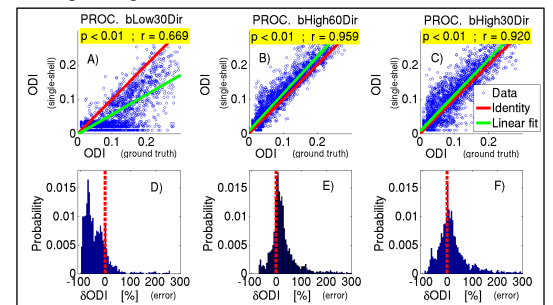 PROC. bLow30Dir PROC. bHigh60Dir PROC. bHigh30Dir
p < 0.01 ; r = 0.669 p < 0.01 ; r = 0.959 p < 0.01 ; r = 0.920
A) B) C)
ODI (single-shell) ODI (single-shell) ODI (single-shell)
0.2 0.2 0.2
0.1 0.1 0.1
0 0 0
Data
Identity
Linear fit
0 0.1 0.2 0 0.1 0.2 0 0.1 0.2
ODI (ground truth) ODI (ground truth) ODI (ground truth)
D) E) F)
Probability Probability Probability
0.015 0.015 0.015
0.01 0.01 0.01
0.005 0.005 0.005
0 0 0
-100 0 100 200 300 -100 0 100 200 300 -100 0 100 200 300
δODI [%] (error) δODI [%] (error) δODI [%] (error)